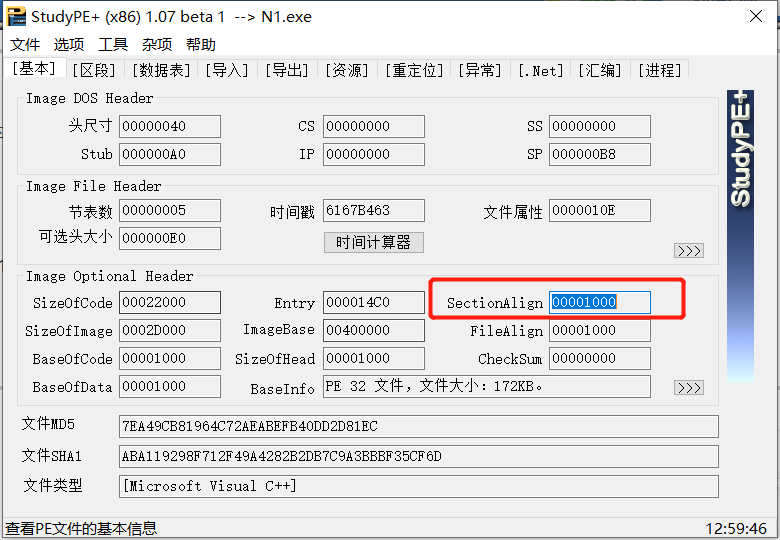 StudyPE+ (x86) 1.07 beta 1 --> N1.exe
文件 选项 工具 杂项 帮助
[基本] [区段] [数据表] [导入] [导出] [资源] [重定位] [异常] [.Net] [汇编] [进程]
Image DOS Header
头尺寸 00000040 CS 00000000 SS 00000000
Stub 000000A0 IP 00000000 SP 000000B8
Image File Header
节表数 00000005 时间戳 6167B463 文件属性 0000010E
可选头大小 000000E0 时间计算器 >>>
Image Optional Header
SizeOfCode 00022000 Entry 000014C0 SectionAlign 00001000
SizeOfImage 0002D000 ImageBase 00400000 FileAlign 00001000
BaseOfCode 00001000 SizeOfHead 00001000 CheckSum 00000000
BaseOfData 00001000 BaseInfo PE 32 文件，文件大小：172KB。 >>>
文件MD5 7EA49CB81964C72AEABEFB40DD2D81EC
文件SHA1 ABA119298F712F49A4282B2DB7C9A3BBBF35CF6D
文件类型 [Microsoft Visual C++]
StudyPE+
查看PE文件的基本信息 12:59:46